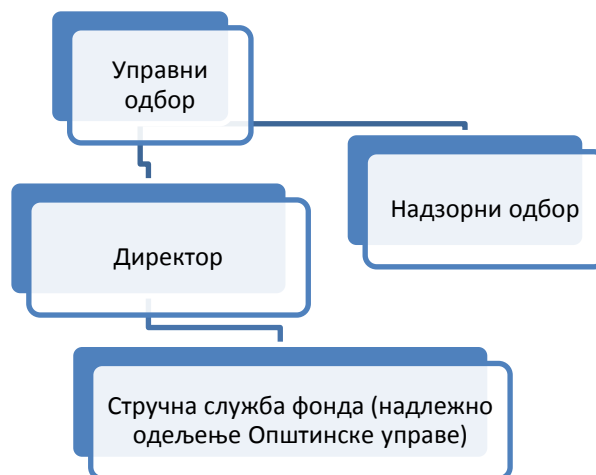 Управни
одбор
Надзорни одбор
Директор
Стручна служба фонда (надлежно
одељење Општинске управе)